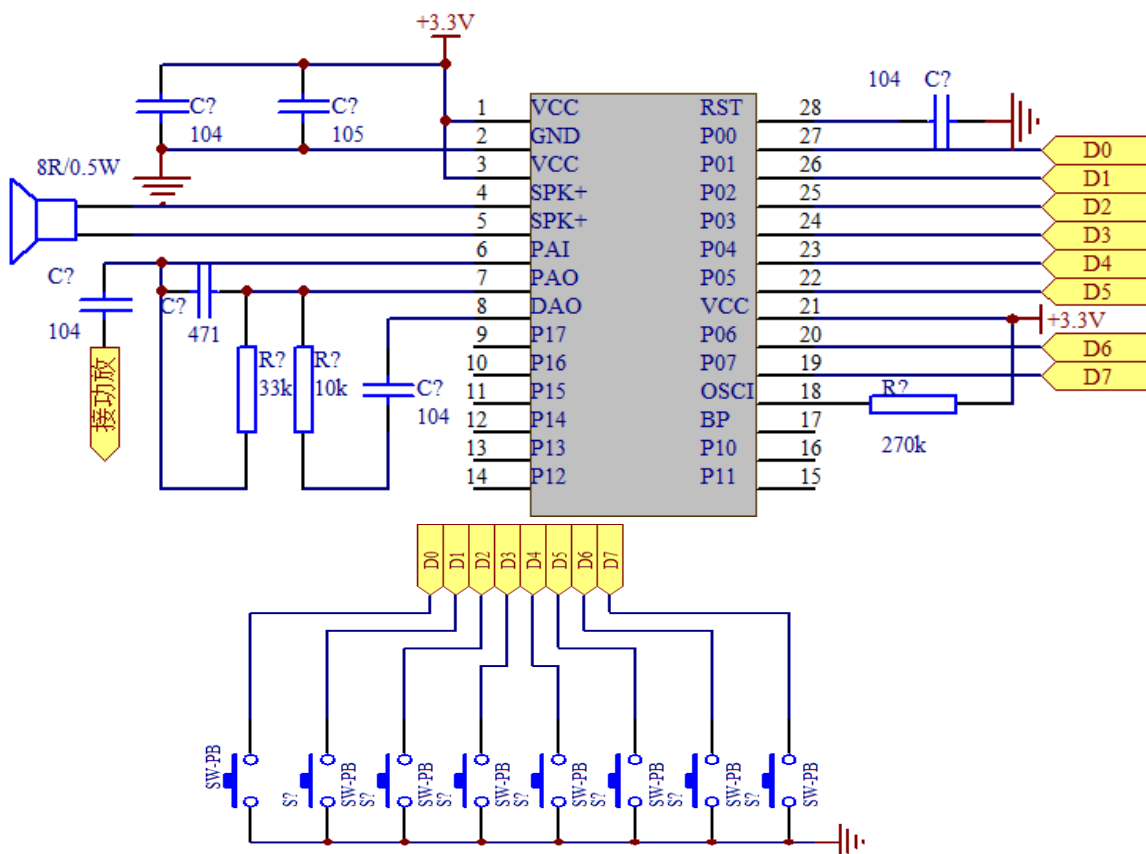 +3.3V
C?
104
C?
105
104
C?
8R/0.5W
1
VCC
RST
28
2
GND
P00
27
D0
3
VCC
P01
26
D1
4
SPK+
P02
25
D2
5
SPK+
P03
24
D3
6
PAI
P04
23
D4
7
PAO
P05
22
D5
8
DAO
VCC
21
+3.3V
9
P17
P06
20
D6
10
P16
P07
19
D7
11
P15
OSCI
18
R?
270k
12
P14
BP
17
13
P13
P10
16
14
P12
P11
15
C?
104
C?
471
R?
33k
R?
10k
C?
104
接功放
D0
D1
D2
D3
D4
D5
D6
D7
SW-PB
S?
SW-PB
S?
SW-PB
S?
SW-PB
S?
SW-PB
S?
SW-PB
S?
SW-PB
S?
SW-PB